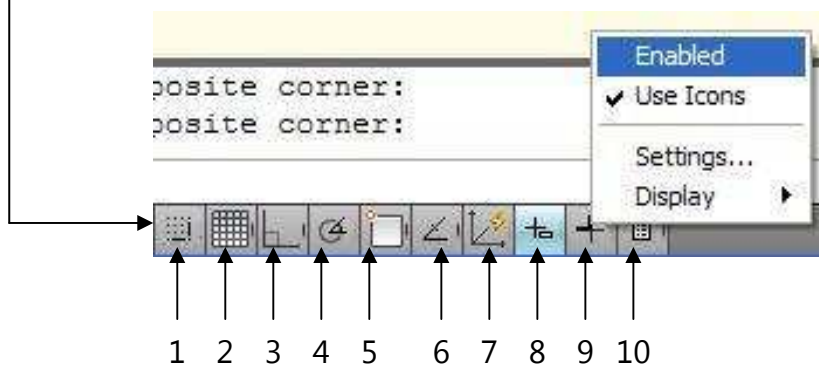 Enabled
posite corner:
Use Icons
posite corner:
Settings...
Display
1 2 3 4 5 6 7 8 9 10